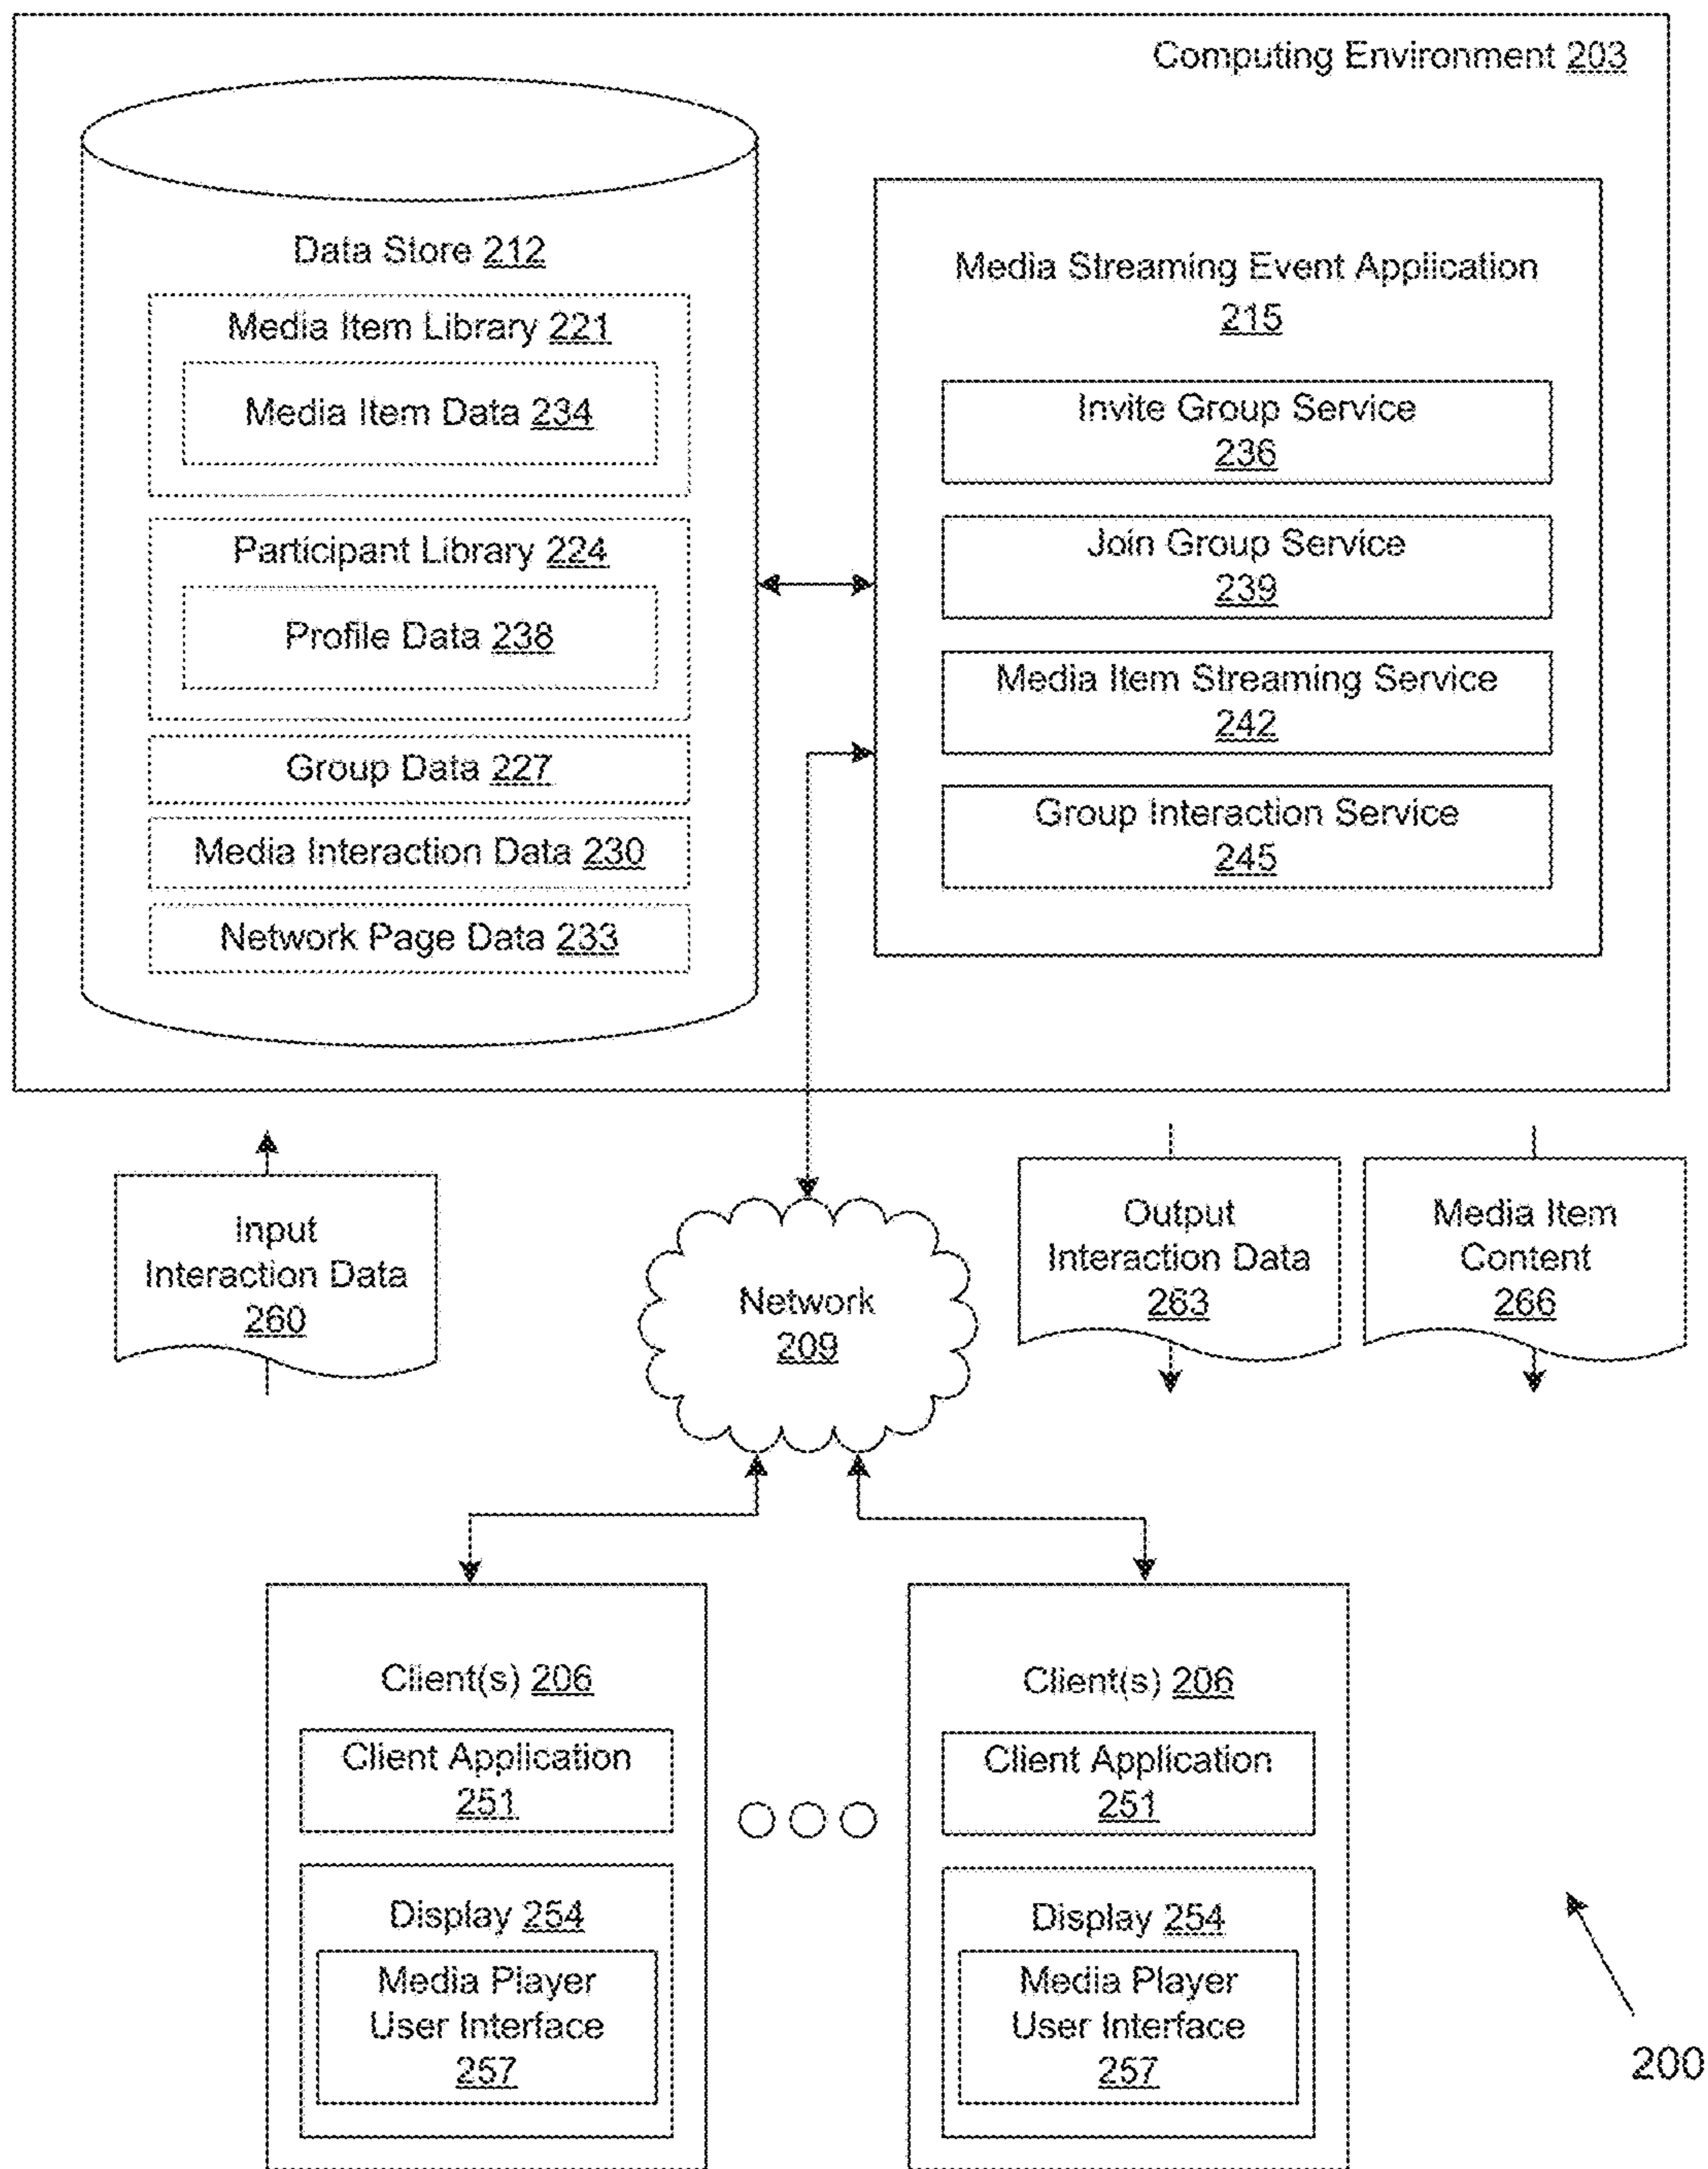 Computing Environment 203
Data Store 212
Media Item Library 221
Media Item Data 234
Participant Library 224
Profile Data 238
Group Data 227
Media Interaction Data 230
Network Page Data 233
Media Streaming Event Application
215
Invite Group Service
236
Join Group Service
239
Media Item Streaming Service
242
Group Interaction Service
245
Input
Interaction Data
260
Network
209
Output
Interaction Data
263
Media Item
Content
266
Client(s) 206
Client Application
251
Display 254
Media Player
User Interface
257
Client(s) 206
Client Application
251
Display 254
Media Player
User Interface
257
200